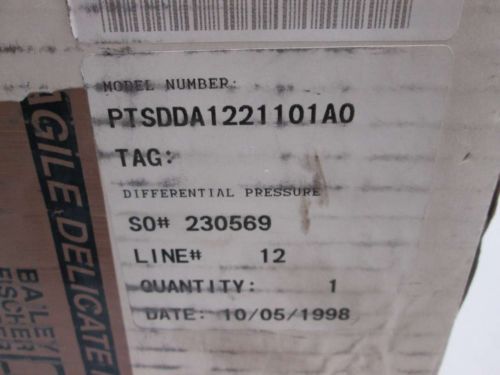 MODEL NUMBER:
PTSDDA1221101A0
TAG:
DIFFERENTIAL PRESSURE
SO# 230569
LINE# 12
QUANTITY: 1
DATE: 10/05/1998
AGILE DELICATE
BAILEY
FISCHER